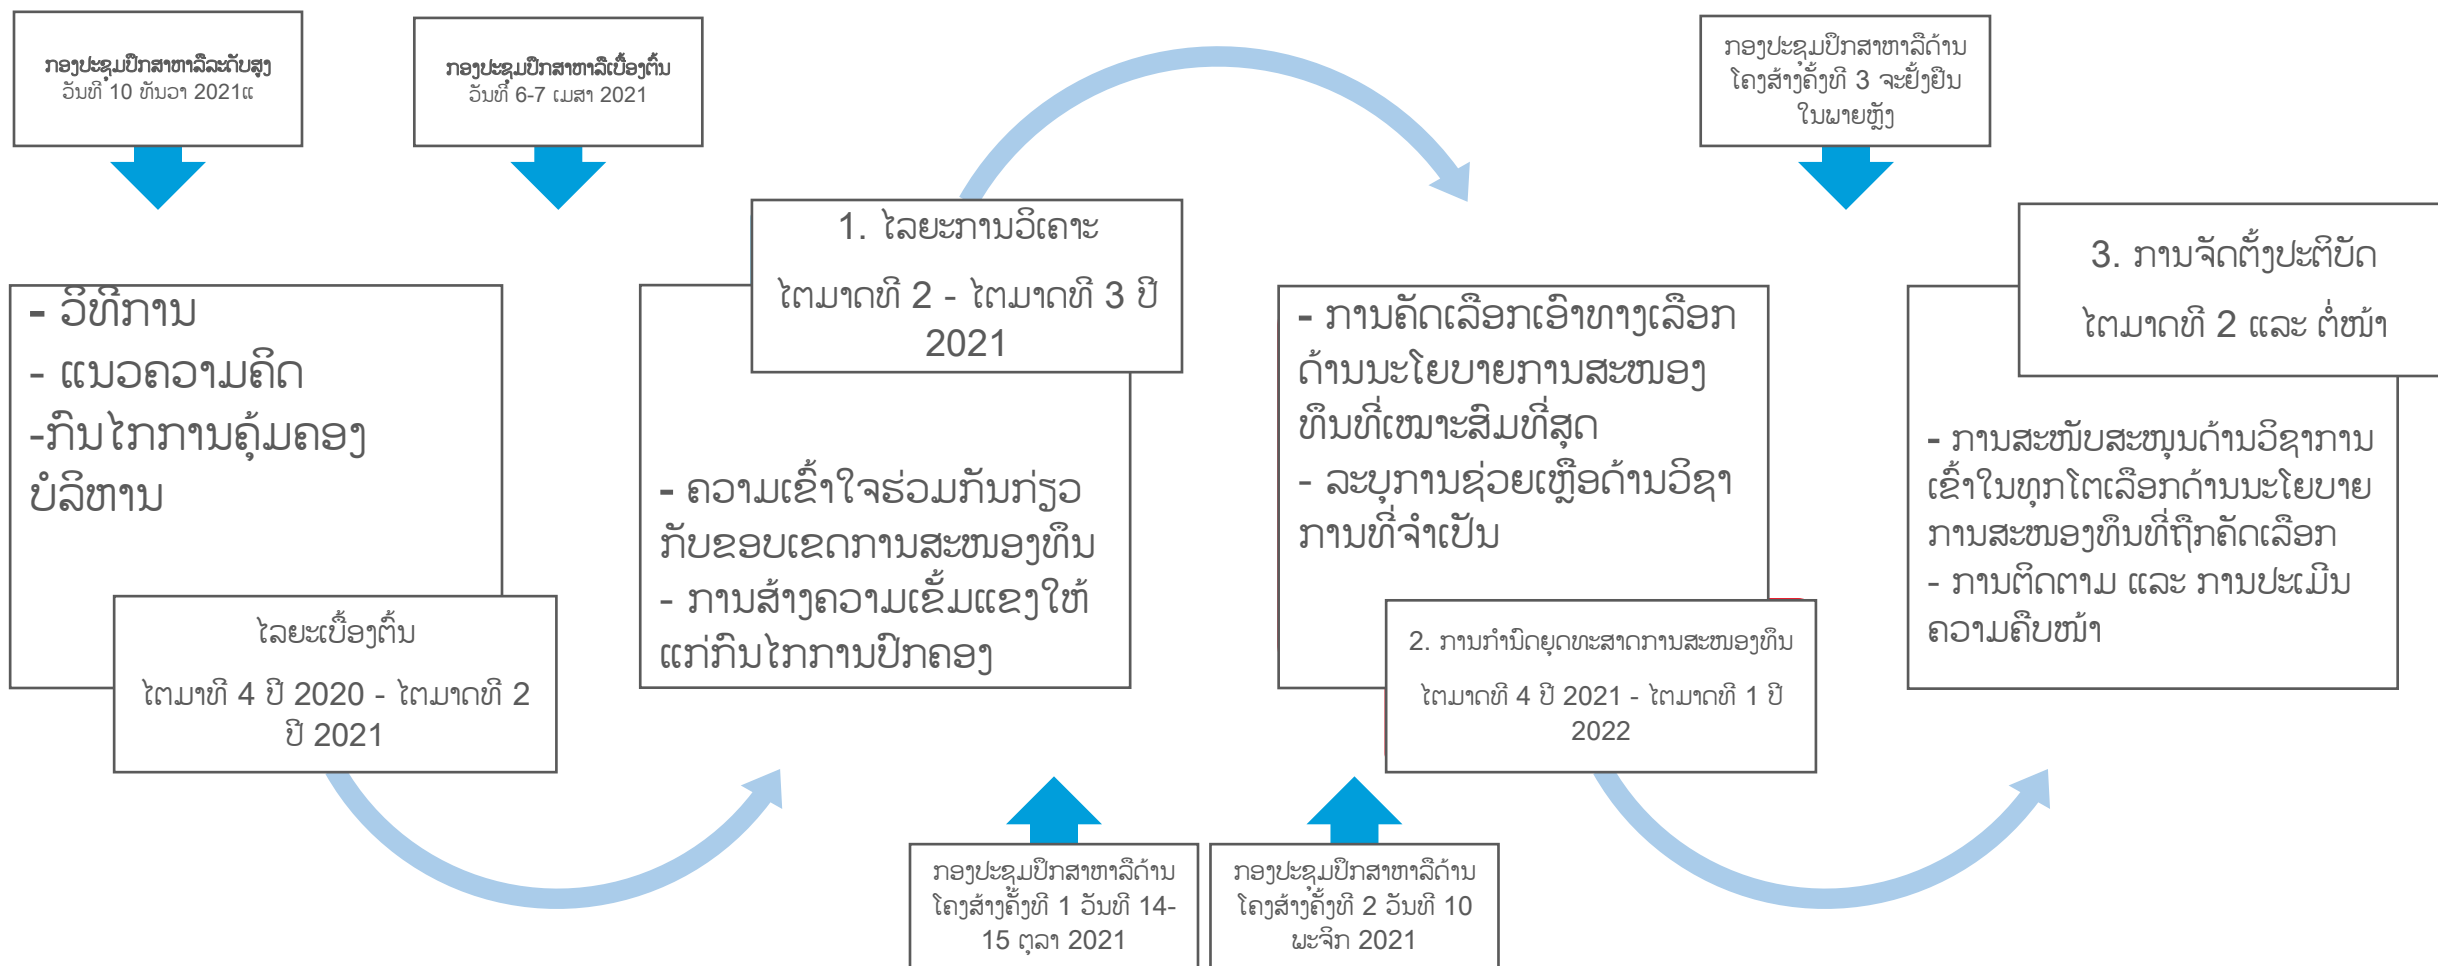 ກອງປະຊຸມປຶກສາຫາລືລະດັບສູງ
ວັນທີ 10 ທັນວາ 2021ແ
ກອງປະຊຸມປຶກສາຫາລືເບື້ອງຕົ້ນ
ວັນທີ 6-7 ເມສາ 2021
ກອງປະຊຸມປຶກສາຫາລືດ້ານ
ໂຄງສ້າງຄັ້ງທີ 3 ຈະຢັ້ງຢືນ
ໃນພາຍຫຼັງ
- ວິທີການ
- ແນວຄວາມຄິດ
-ກົນໄກການຄຸ້ມຄອງ
ບໍລິຫານ
ໄລຍະເບື້ອງຕົ້ນ
ໄຕມາທີ 4 ປີ 2020 - ໄຕມາດທີ 2
ປີ 2021
1. ໄລຍະການວິເຄາະ
ໄຕມາດທີ 2 - ໄຕມາດທີ 3 ປີ
2021
- ຄວາມເຂົ້າໃຈຮ່ວມກັນກ່ຽວ
ກັບຂອບເຂດການສະໜອງທຶນ
- ການສ້າງຄວາມເຂັ້ມແຂງໃຫ້
ແກ່ກົນໄກການປົກຄອງ
- ການຄັດເລືອກເອົາທາງເລືອກ
ດ້ານນະໂຍບາຍການສະໜອງ
ທຶນທີ່ເໝາະສົມທີ່ສຸດ
- ລະບຸການຊ່ວຍເຫຼືອດ້ານວິຊາ
ການທີ່ຈຳເປັນ
2. ການກຳນົດຍຸດທະສາດການສະໜອງທຶນ
ໄຕມາດທີ 4 ປີ 2021 - ໄຕມາດທີ 1 ປີ
2022
3. ການຈັດຕັ້ງປະຕິບັດ
ໄຕມາດທີ 2 ແລະ ຕໍ່ໜ້າ
- ການສະໜັບສະໜຸນດ້ານວິຊາການ
ເຂົ້າໃນທຸກໂຕເລືອກດ້ານນະໂຍບາຍ
ການສະໜອງທຶນທີ່ຖືກຄັດເລືອກ
- ການຕິດຕາມ ແລະ ການປະເມີນ
ຄວາມຄືບໜ້າ
ກອງປະຊຸມປຶກສາຫາລືດ້ານ
ໂຄງສ້າງຄັ້ງທີ 1 ວັນທີ 14-
15 ຕຸລາ 2021
ກອງປະຊຸມປຶກສາຫາລືດ້ານ
ໂຄງສ້າງຄັ້ງທີ 2 ວັນທີ 10
ພະຈິກ 2021